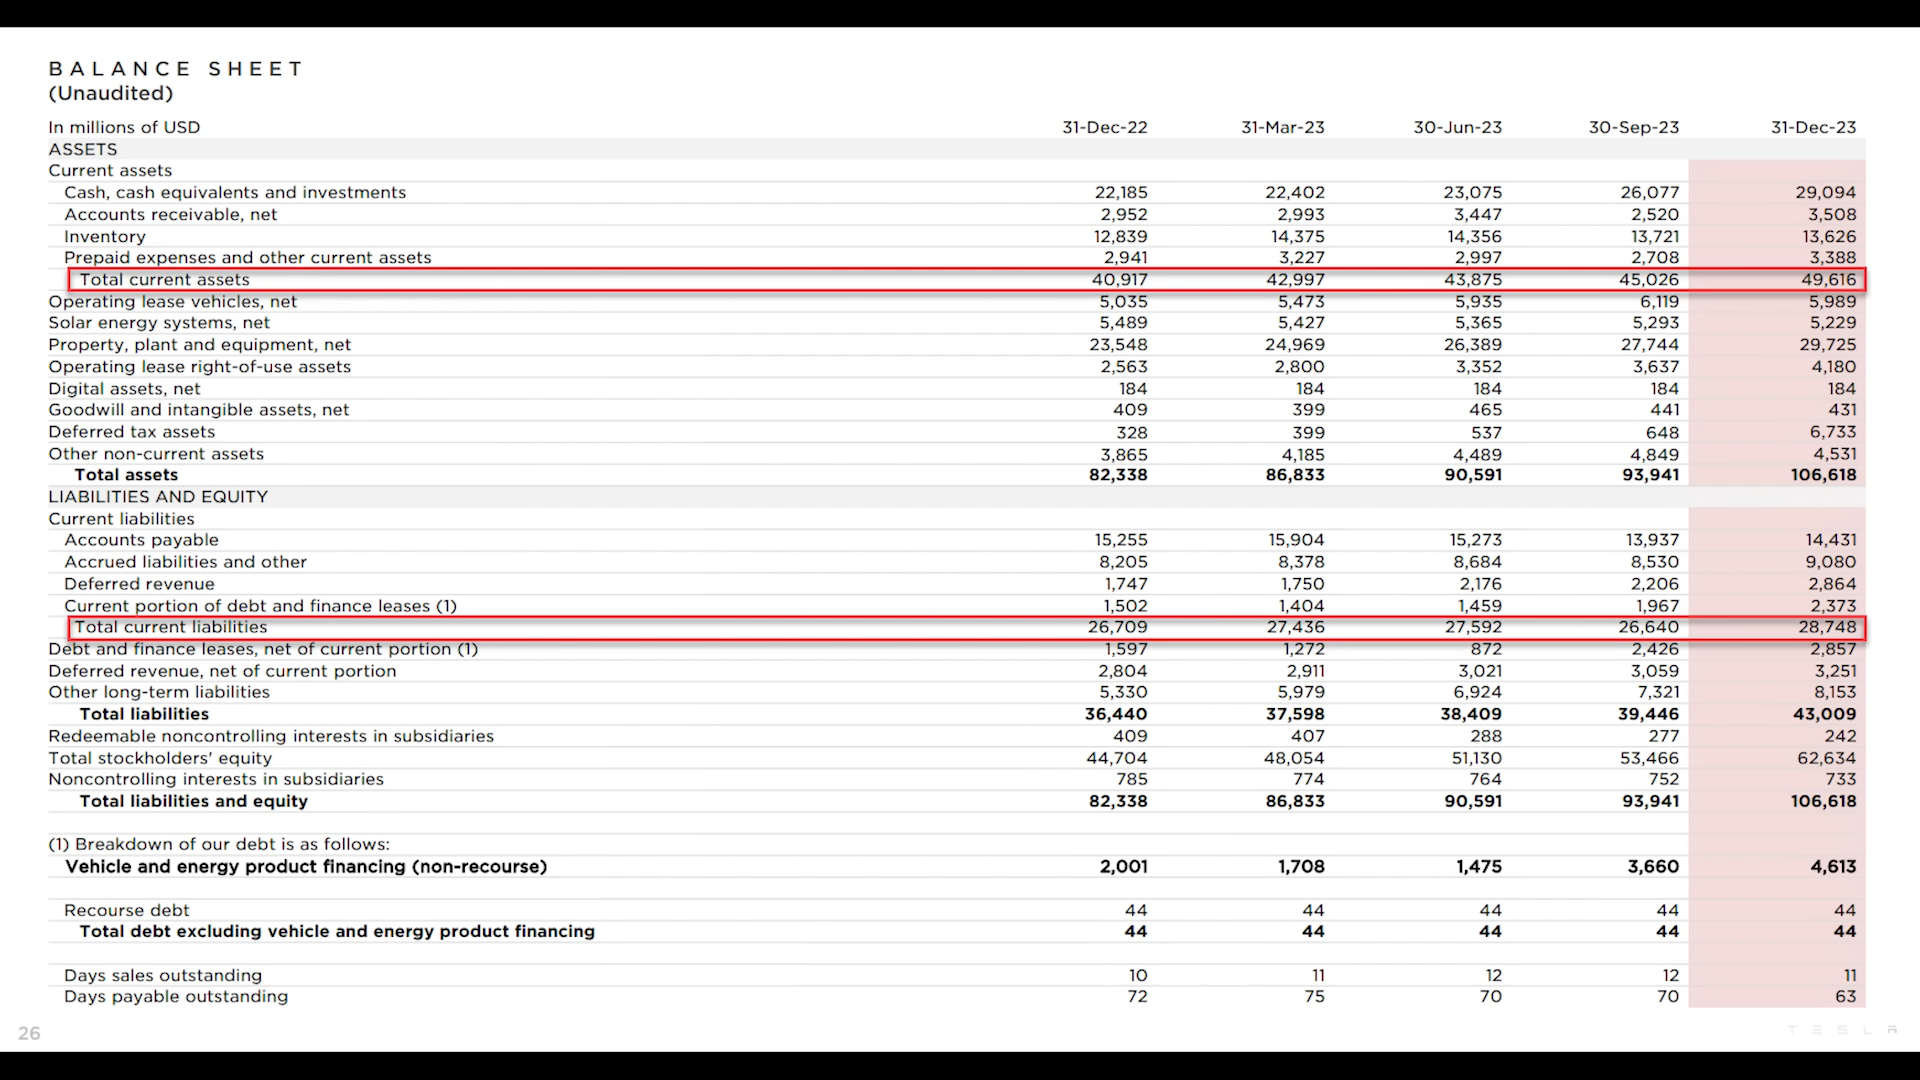 BALANCE SHEET
(Unaudited)
In millions of USD 31-Dec-22 31-Mar-23 30-Jun-23 30-Sep-23 31-Dec-23
ASSETS
Current assets
Cash, cash equivalents and investments 22,185 22,402 23,075 26,077 29,094
Accounts receivable, net 2,952 2,993 3,447 2,520 3,508
Inventory 12,839 14,375 14,356 13,721 13,626
Prepaid expenses and other current assets 2,941 3,227 2,997 2,708 3,388
Total current assets 40,917 42,997 43,875 45,026 49,616
Operating lease vehicles, net 5,035 5,473 5,935 6,119 5,989
Solar energy systems, net 5,489 5,427 5,365 5,293 5,229
Property, plant and equipment, net 23,548 24,969 26,389 27,744 29,725
Operating lease right-of-use assets 2,563 2,800 3,352 3,637 4,180
Digital assets, net 184 184 184 184 184
Goodwill and intangible assets, net 409 399 465 441 431
Deferred tax assets 328 399 537 648 6,733
Other non-current assets 3,865 4,185 4,489 4,849 4,531
Total assets 82,338 86,833 90,591 93,941 106,618
LIABILITIES AND EQUITY
Current liabilities
Accounts payable 15,255 15,904 15,273 13,937 14,431
Accrued liabilities and other 8,205 8,378 8,684 8,530 9,080
Deferred revenue 1,747 1,750 2,176 2,206 2,864
Current portion of debt and finance leases (1) 1,502 1,404 1,459 1,967 2,373
Total current liabilities 26,709 27,436 27,592 26,640 28,748
Debt and finance leases, net of current portion (1) 1,597 1,272 872 2,426 2,857
Deferred revenue, net of current portion 2,804 2,911 3,021 3,059 3,251
Other long-term liabilities 5,330 5,979 6,924 7,321 8,153
Total liabilities 36,440 37,598 38,409 39,446 43,009
Redeemable noncontrolling interests in subsidiaries 409 407 288 277 242
Total stockholders' equity 44,704 48,054 51,130 53,466 62,634
Noncontrolling interests in subsidiaries 785 774 764 752 733
Total liabilities and equity 82,338 86,833 90,591 93,941 106,618
(1) Breakdown of our debt is as follows:
Vehicle and energy product financing (non-recourse) 2,001 1,708 1,475 3,660 4,613
Recourse debt 44 44 44 44 44
Total debt excluding vehicle and energy product financing 44 44 44 44 44
Days sales outstanding 10 11 12 12 11
Days payable outstanding 72 75 70 70 63
26 TESLA